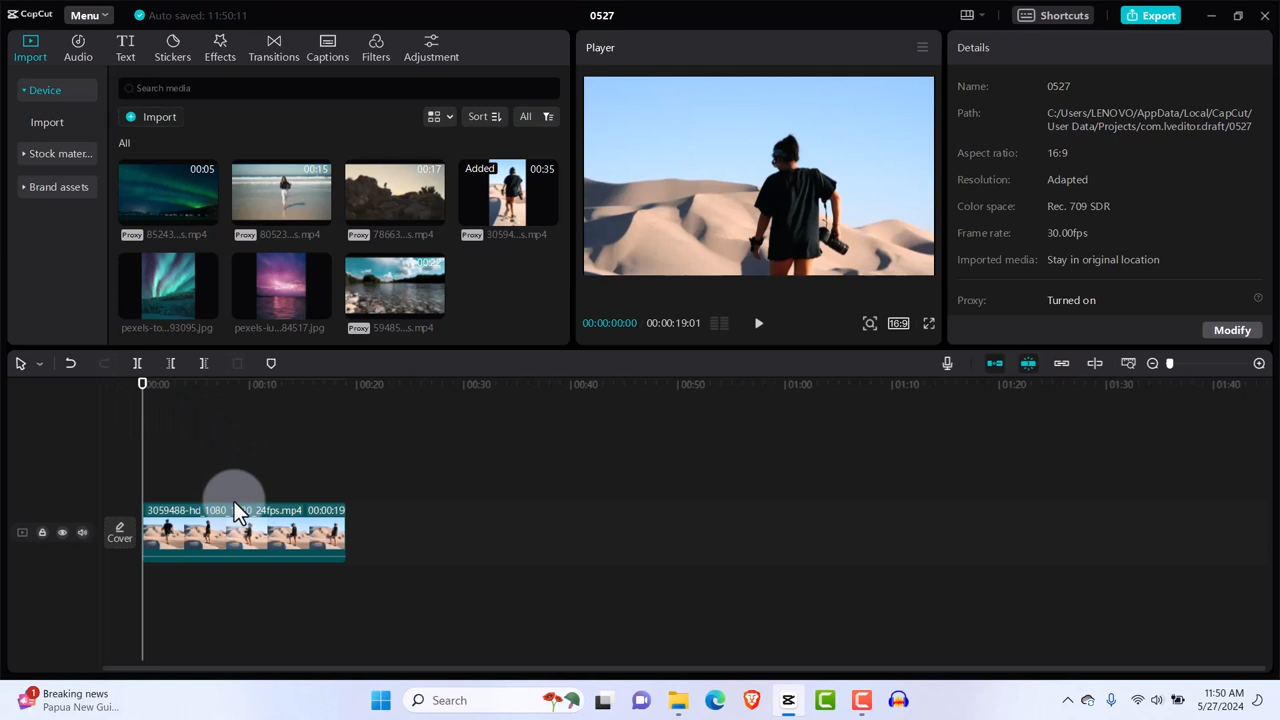 CapCut
Menu
Auto saved: 11:50:11
0527
Shortcuts
Export
Import
Audio
Text
Stickers
Effects
Transitions
Captions
Filters
Adjustment
Device
Import
Stock mater...
Brand assets
Search media
Import
Sort
All
All
00:05
00:15
00:17
Added
00:35
Proxy
85243...s.mp4
Proxy
80523...s.mp4
Proxy
78663...s.mp4
Proxy
30594...s.mp4
00:22
pexels-to...93095.jpg
pexels-iu...84517.jpg
Proxy
59485...s.mp4
Player
00:00:00:00
00:00:19:01
16:9
Details
Name:
0527
Path:
C:/Users/LENOVO/AppData/Local/CapCut/
User Data/Projects/com.lveditor.draft/0527
Aspect ratio:
16:9
Resolution:
Adapted
Color space:
Rec. 709 SDR
Frame rate:
30.00fps
Imported media:
Stay in original location
Proxy:
Turned on
Modify
00:00
00:10
00:20
00:30
00:40
00:50
01:00
01:10
01:20
01:30
01:40
Cover
3059488-hd_1080
24fps.mp4
00:00:19
1
Breaking news
Papua New Gui...
Search
11:50 AM
5/27/2024